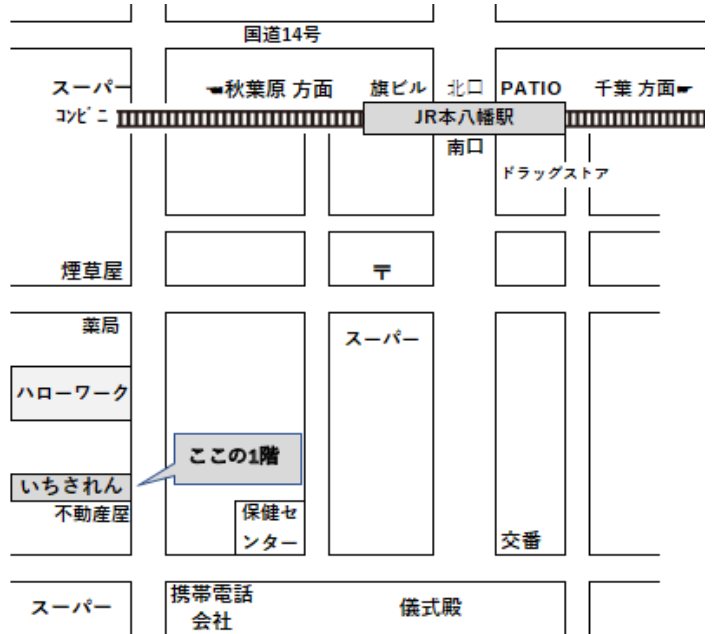 国道14号
スーパー
☚秋葉原 方面
旗ビル
北口
PATIO
千葉 方面☛
コンビニ
JR本八幡駅
南口
ドラッグストア
煙草屋
〒
薬局
スーパー
ハローワーク
ここの1階
いちされん
不動産屋
保健セ
ンター
交番
スーパー
携帯電話
会社
儀式殿